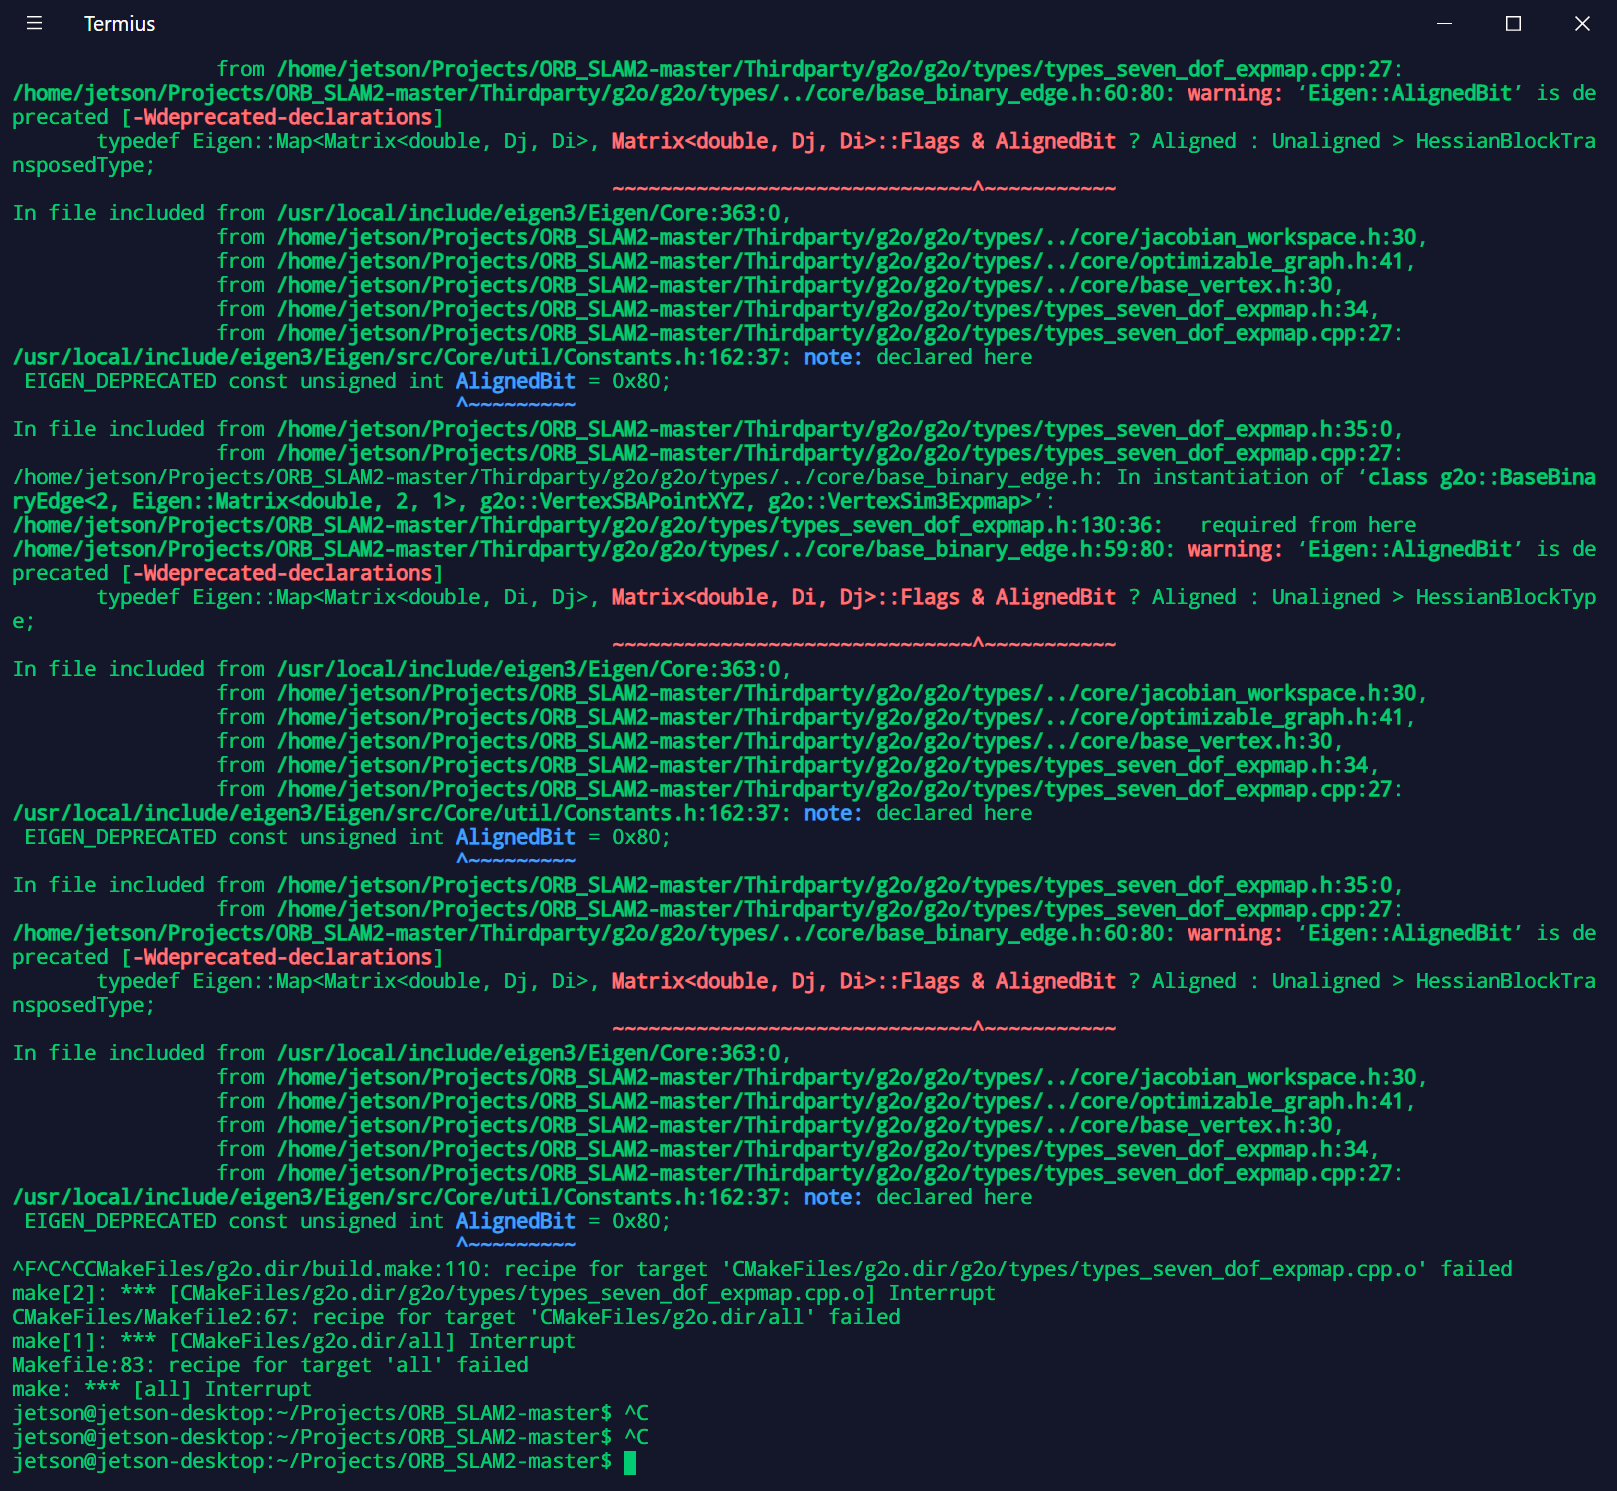 Termius
from /home/jetson/Projects/ORB_SLAM2-master/Thirdparty/g2o/g2o/types/types_seven_dof_expmap.cpp:27:
/home/jetson/Projects/ORB_SLAM2-master/Thirdparty/g2o/g2o/types/../core/base_binary_edge.h:60:80: warning: ‘Eigen::AlignedBit’ is de
precated [-Wdeprecated-declarations]
typedef Eigen::Map<Matrix<double, Dj, Di>, Matrix<double, Dj, Di>::Flags & AlignedBit ? Aligned : Unaligned > HessianBlockTra
nsposedType;
~~~~~~~~~~~~~~~~~~~~~~~~~~~~~~^~~~~~~~~~~~
In file included from /usr/local/include/eigen3/Eigen/Core:363:0,
from /home/jetson/Projects/ORB_SLAM2-master/Thirdparty/g2o/g2o/types/../core/jacobian_workspace.h:30,
from /home/jetson/Projects/ORB_SLAM2-master/Thirdparty/g2o/g2o/types/../core/optimizable_graph.h:41,
from /home/jetson/Projects/ORB_SLAM2-master/Thirdparty/g2o/g2o/types/../core/base_vertex.h:30,
from /home/jetson/Projects/ORB_SLAM2-master/Thirdparty/g2o/g2o/types/types_seven_dof_expmap.h:34,
from /home/jetson/Projects/ORB_SLAM2-master/Thirdparty/g2o/g2o/types/types_seven_dof_expmap.cpp:27:
/usr/local/include/eigen3/Eigen/src/Core/util/Constants.h:162:37: note: declared here
EIGEN_DEPRECATED const unsigned int AlignedBit = 0x80;
^~~~~~~~~~
In file included from /home/jetson/Projects/ORB_SLAM2-master/Thirdparty/g2o/g2o/types/types_seven_dof_expmap.h:35:0,
from /home/jetson/Projects/ORB_SLAM2-master/Thirdparty/g2o/g2o/types/types_seven_dof_expmap.cpp:27:
/home/jetson/Projects/ORB_SLAM2-master/Thirdparty/g2o/g2o/types/../core/base_binary_edge.h: In instantiation of ‘class g2o::BaseBina
ryEdge<2, Eigen::Matrix<double, 2, 1>, g2o::VertexSBAPointXYZ, g2o::VertexSim3Expmap>’:
/home/jetson/Projects/ORB_SLAM2-master/Thirdparty/g2o/g2o/types/types_seven_dof_expmap.h:130:36:   required from here
/home/jetson/Projects/ORB_SLAM2-master/Thirdparty/g2o/g2o/types/../core/base_binary_edge.h:59:80: warning: ‘Eigen::AlignedBit’ is de
precated [-Wdeprecated-declarations]
typedef Eigen::Map<Matrix<double, Di, Dj>, Matrix<double, Di, Dj>::Flags & AlignedBit ? Aligned : Unaligned > HessianBlockTyp
e;
~~~~~~~~~~~~~~~~~~~~~~~~~~~~~~^~~~~~~~~~~~
In file included from /usr/local/include/eigen3/Eigen/Core:363:0,
from /home/jetson/Projects/ORB_SLAM2-master/Thirdparty/g2o/g2o/types/../core/jacobian_workspace.h:30,
from /home/jetson/Projects/ORB_SLAM2-master/Thirdparty/g2o/g2o/types/../core/optimizable_graph.h:41,
from /home/jetson/Projects/ORB_SLAM2-master/Thirdparty/g2o/g2o/types/../core/base_vertex.h:30,
from /home/jetson/Projects/ORB_SLAM2-master/Thirdparty/g2o/g2o/types/types_seven_dof_expmap.h:34,
from /home/jetson/Projects/ORB_SLAM2-master/Thirdparty/g2o/g2o/types/types_seven_dof_expmap.cpp:27:
/usr/local/include/eigen3/Eigen/src/Core/util/Constants.h:162:37: note: declared here
EIGEN_DEPRECATED const unsigned int AlignedBit = 0x80;
^~~~~~~~~~
In file included from /home/jetson/Projects/ORB_SLAM2-master/Thirdparty/g2o/g2o/types/types_seven_dof_expmap.h:35:0,
from /home/jetson/Projects/ORB_SLAM2-master/Thirdparty/g2o/g2o/types/types_seven_dof_expmap.cpp:27:
/home/jetson/Projects/ORB_SLAM2-master/Thirdparty/g2o/g2o/types/../core/base_binary_edge.h:60:80: warning: ‘Eigen::AlignedBit’ is de
precated [-Wdeprecated-declarations]
typedef Eigen::Map<Matrix<double, Dj, Di>, Matrix<double, Dj, Di>::Flags & AlignedBit ? Aligned : Unaligned > HessianBlockTra
nsposedType;
~~~~~~~~~~~~~~~~~~~~~~~~~~~~~~^~~~~~~~~~~~
In file included from /usr/local/include/eigen3/Eigen/Core:363:0,
from /home/jetson/Projects/ORB_SLAM2-master/Thirdparty/g2o/g2o/types/../core/jacobian_workspace.h:30,
from /home/jetson/Projects/ORB_SLAM2-master/Thirdparty/g2o/g2o/types/../core/optimizable_graph.h:41,
from /home/jetson/Projects/ORB_SLAM2-master/Thirdparty/g2o/g2o/types/../core/base_vertex.h:30,
from /home/jetson/Projects/ORB_SLAM2-master/Thirdparty/g2o/g2o/types/types_seven_dof_expmap.h:34,
from /home/jetson/Projects/ORB_SLAM2-master/Thirdparty/g2o/g2o/types/types_seven_dof_expmap.cpp:27:
/usr/local/include/eigen3/Eigen/src/Core/util/Constants.h:162:37: note: declared here
EIGEN_DEPRECATED const unsigned int AlignedBit = 0x80;
^~~~~~~~~~
^F^C^CCMakeFiles/g2o.dir/build.make:110: recipe for target 'CMakeFiles/g2o.dir/g2o/types/types_seven_dof_expmap.cpp.o' failed
make[2]: *** [CMakeFiles/g2o.dir/g2o/types/types_seven_dof_expmap.cpp.o] Interrupt
CMakeFiles/Makefile2:67: recipe for target 'CMakeFiles/g2o.dir/all' failed
make[1]: *** [CMakeFiles/g2o.dir/all] Interrupt
Makefile:83: recipe for target 'all' failed
make: *** [all] Interrupt
jetson@jetson-desktop:~/Projects/ORB_SLAM2-master$ ^C
jetson@jetson-desktop:~/Projects/ORB_SLAM2-master$ ^C
jetson@jetson-desktop:~/Projects/ORB_SLAM2-master$